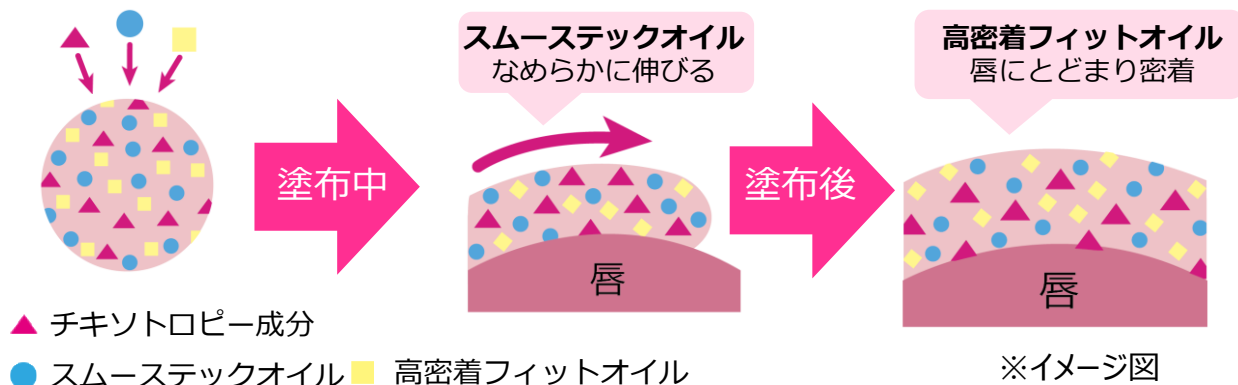 スムーステックオイル
なめらかに伸びる
高密着フィットオイル
唇にとどまり密着
塗布中
塗布後
唇
唇
チキソトロピー成分
スムーステックオイル 高密着フィットオイル
※イメージ図